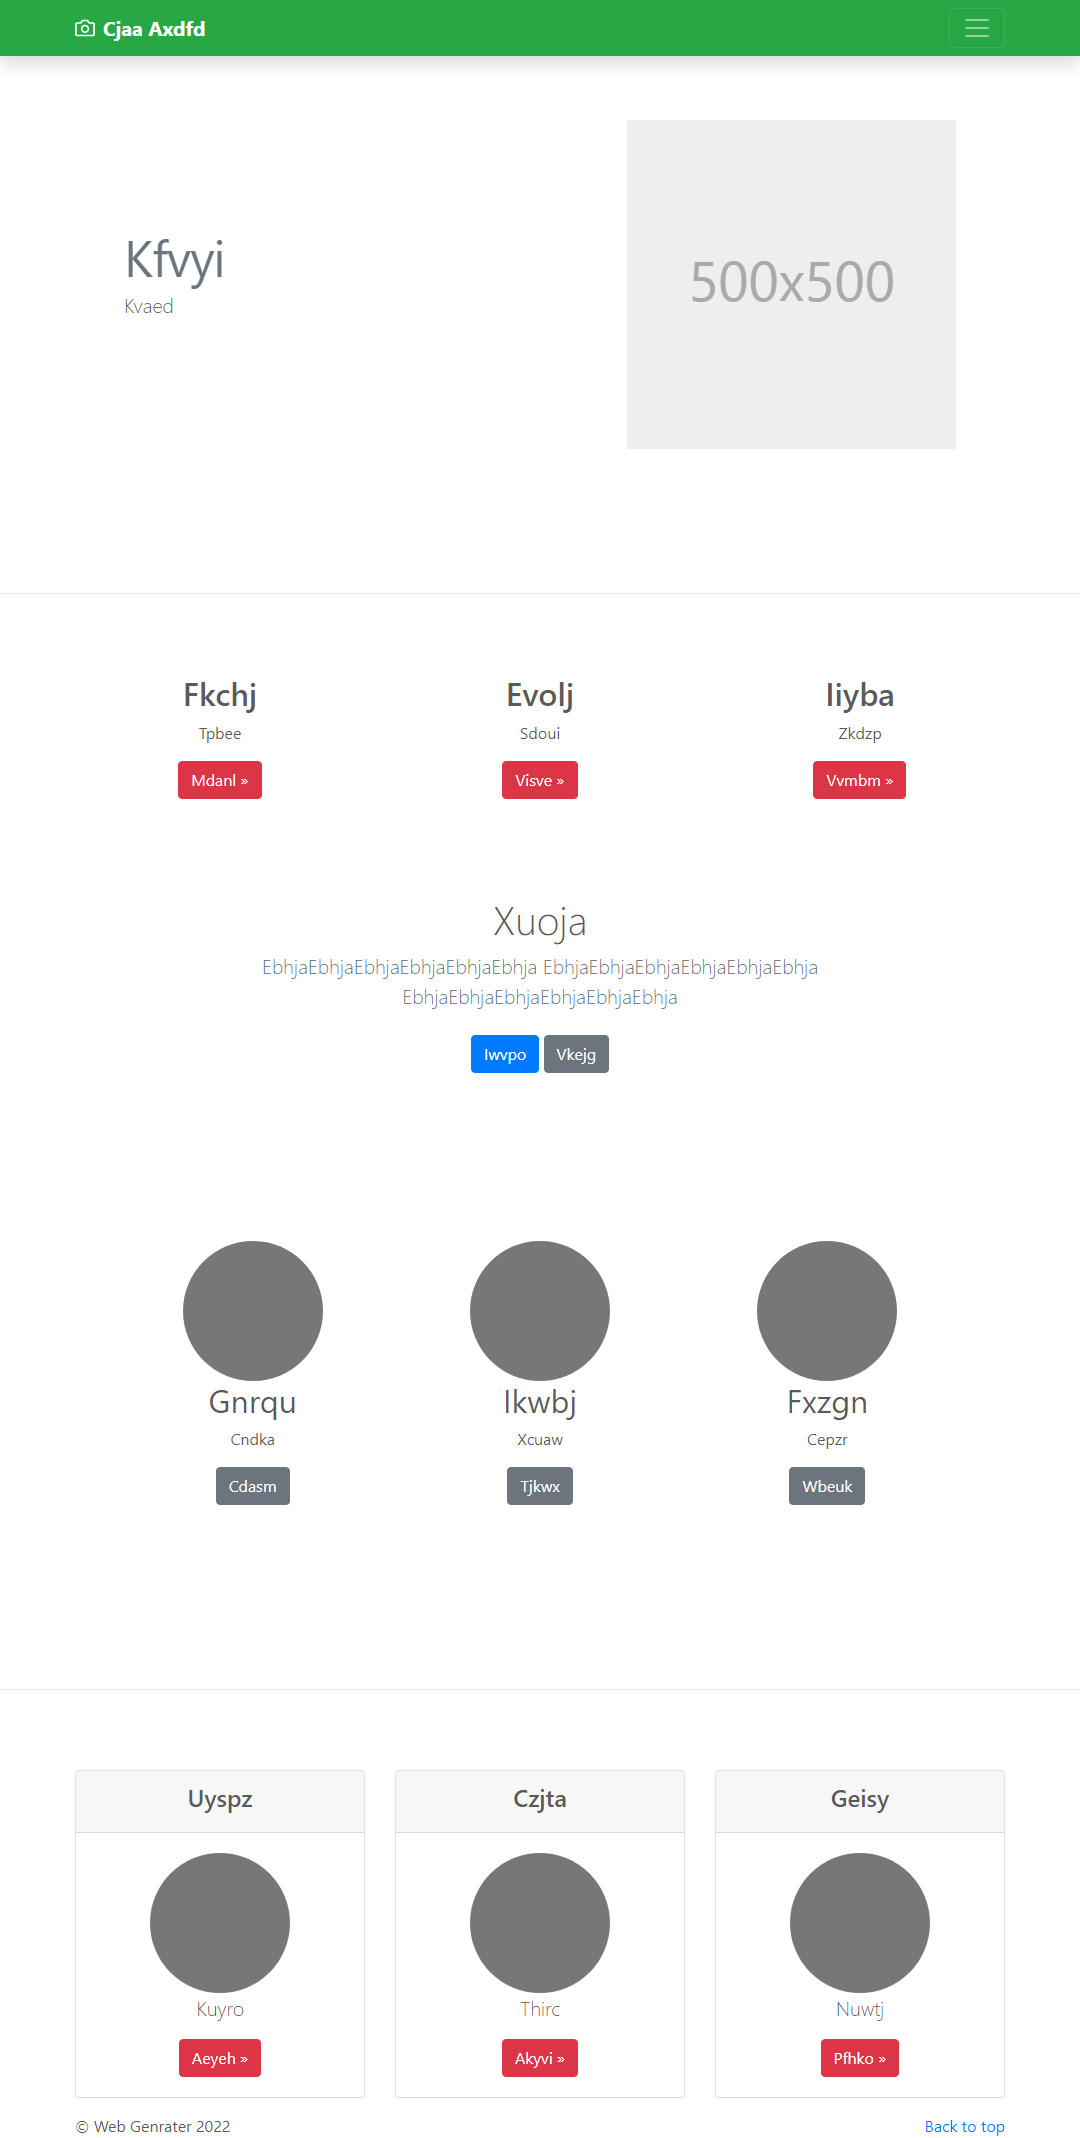 Cjaa Axdfd
Kfvyi
Kvaed
500x500
Fkchj
Tpbee
Mdanl »
Evolj
Sdoui
Visve »
Iiyba
Zkdzp
Vvmbm »
Xuoja
EbhjaEbhjaEbhjaEbhjaEbhjaEbhja EbhjaEbhjaEbhjaEbhjaEbhjaEbhja
EbhjaEbhjaEbhjaEbhjaEbhjaEbhja
Iwvpo Vkejg
Gnrqu
Cndka
Cdasm
Ikwbj
Xcuaw
Tjkwx
Fxzgn
Cepzr
Wbeuk
Uyspz
Kuyro
Aeyeh »
Czjta
Thirc
Akyvi »
Geisy
Nuwtj
Pfhko »
© Web Genrater 2022
Back to top